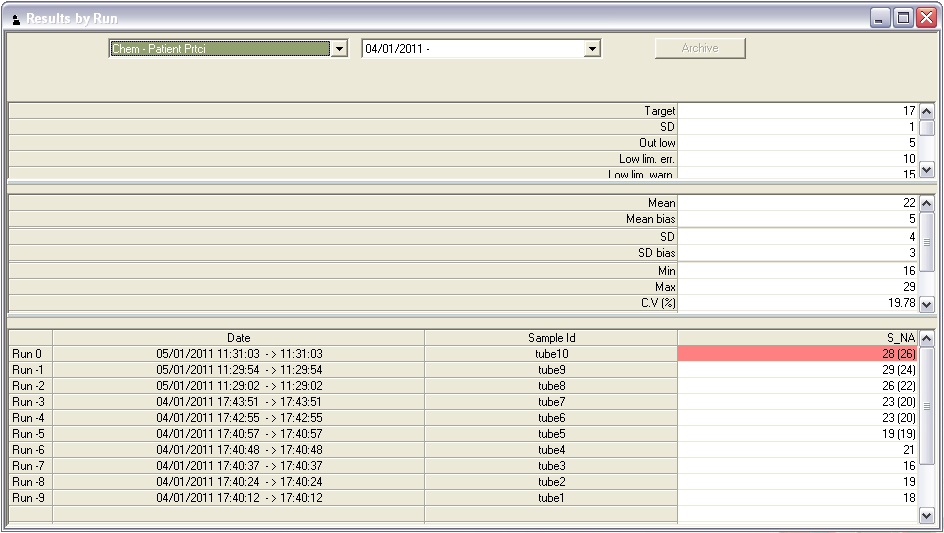 Results by Run
Chem - Patient Prtci 04/01/2011 - Archive
Target 17
SD 1
Out low 5
Low lim. err. 10
Low lim. warn. 15
Mean 22
Mean bias 5
SD 4
SD bias 3
Min 16
Max 29
C.V (%) 19.78
Date Sample Id S_NA
Run 0 05/01/2011 11:31:03 -> 11:31:03 tube10 28 (26)
Run -1 05/01/2011 11:29:54 -> 11:29:54 tube9 29 (24)
Run -2 05/01/2011 11:29:02 -> 11:29:02 tube8 26 (22)
Run -3 04/01/2011 17:43:51 -> 17:43:51 tube7 23 (20)
Run -4 04/01/2011 17:42:55 -> 17:42:55 tube6 23 (20)
Run -5 04/01/2011 17:40:57 -> 17:40:57 tube5 19 (19)
Run -6 04/01/2011 17:40:48 -> 17:40:48 tube4 21
Run -7 04/01/2011 17:40:37 -> 17:40:37 tube3 16
Run -8 04/01/2011 17:40:24 -> 17:40:24 tube2 19
Run -9 04/01/2011 17:40:12 -> 17:40:12 tube1 18